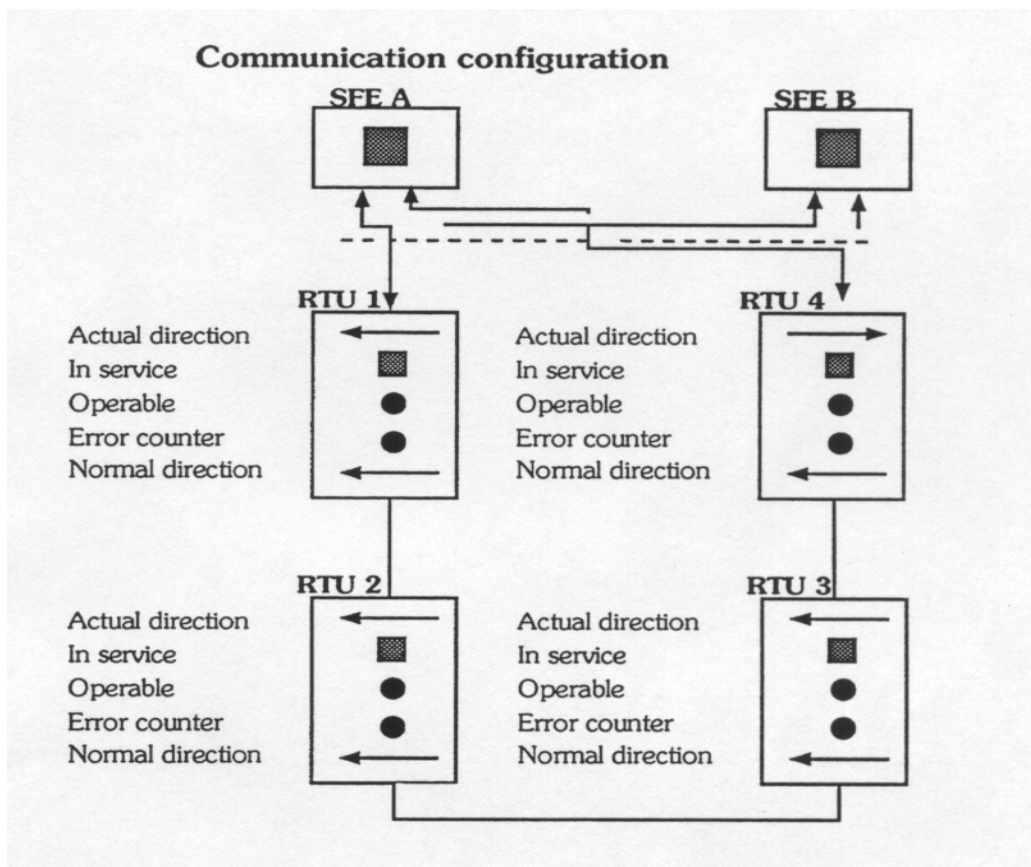 Communication configuration
SFE A
SFE B
RTU 1
RTU 4
Actual direction
In service
Operable
Error counter
Normal direction
Actual direction
In service
Operable
Error counter
Normal direction
RTU 2
RTU 3
Actual direction
In service
Operable
Error counter
Normal direction
Actual direction
In service
Operable
Error counter
Normal direction